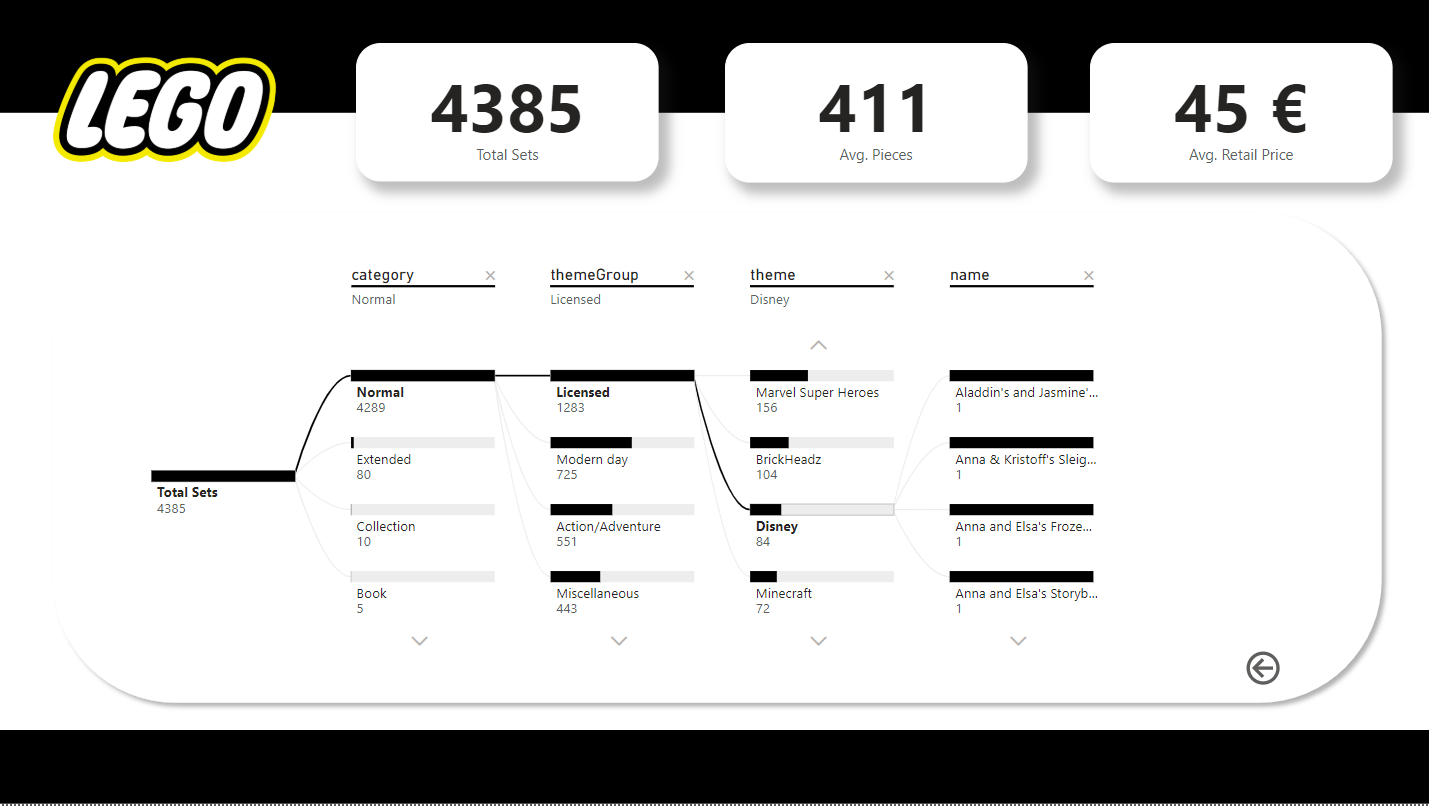 LEGO
4385
Total Sets
411
Avg. Pieces
45 €
Avg. Retail Price
category
Normal
themeGroup
Licensed
theme
Disney
name
Total Sets
4385
Normal
4289
Extended
80
Collection
10
Book
5
Licensed
1283
Modern day
725
Action/Adventure
551
Miscellaneous
443
Marvel Super Heroes
156
BrickHeadz
104
Disney
84
Minecraft
72
Aladdin's and Jasmine'...
1
Anna & Kristoff's Sleig...
1
Anna and Elsa's Froze...
1
Anna and Elsa's Storyb...
1